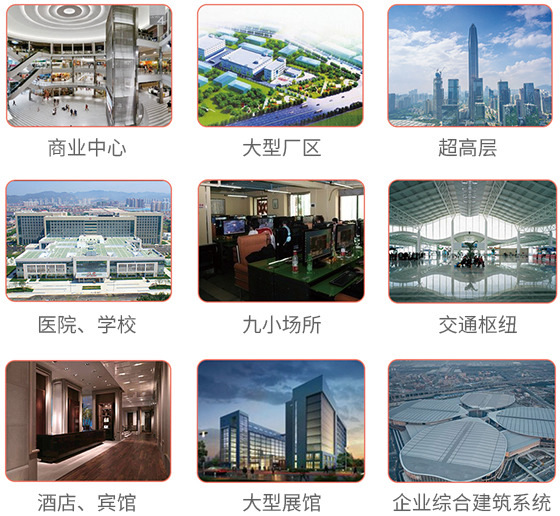 商业中心
大型厂区
超高层
医院、学校
九小场所
交通枢纽
酒店、宾馆
大型展馆
企业综合建筑系统